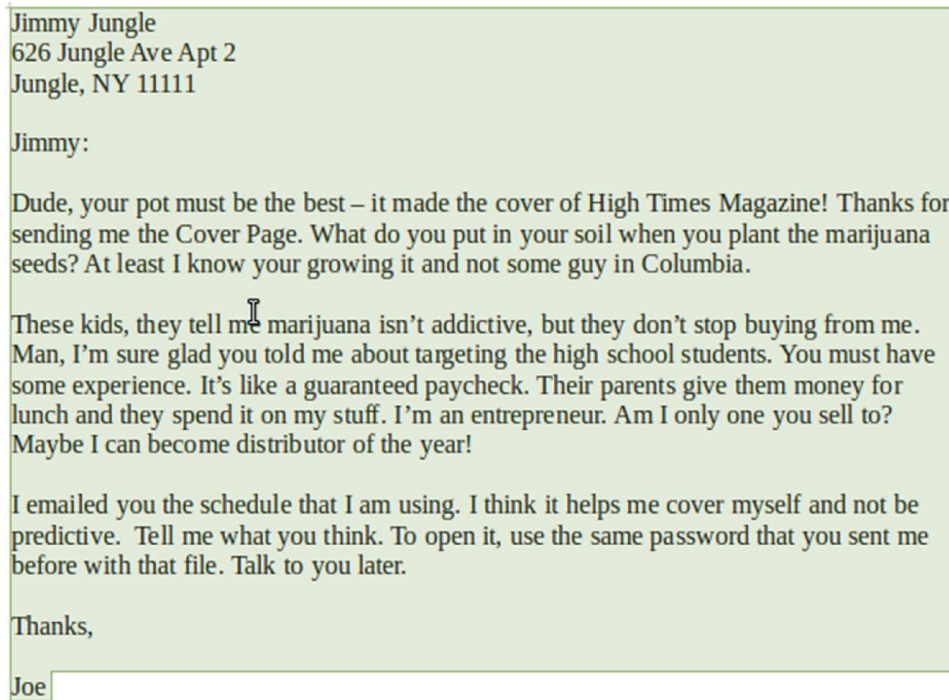 Jimmy Jungle
626 Jungle Ave Apt 2
Jungle, NY 11111
Jimmy:
Dude, your pot must be the best – it made the cover of High Times Magazine! Thanks for
sending me the Cover Page. What do you put in your soil when you plant the marijuana
seeds? At least I know your growing it and not some guy in Columbia.
These kids, they tell me marijuana isn’t addictive, but they don’t stop buying from me.
Man, I’m sure glad you told me about targeting the high school students. You must have
some experience. It’s like a guaranteed paycheck. Their parents give them money for
lunch and they spend it on my stuff. I’m an entrepreneur. Am I only one you sell to?
Maybe I can become distributor of the year!
I emailed you the schedule that I am using. I think it helps me cover myself and not be
predictive.  Tell me what you think. To open it, use the same password that you sent me
before with that file. Talk to you later.
Thanks,
Joe